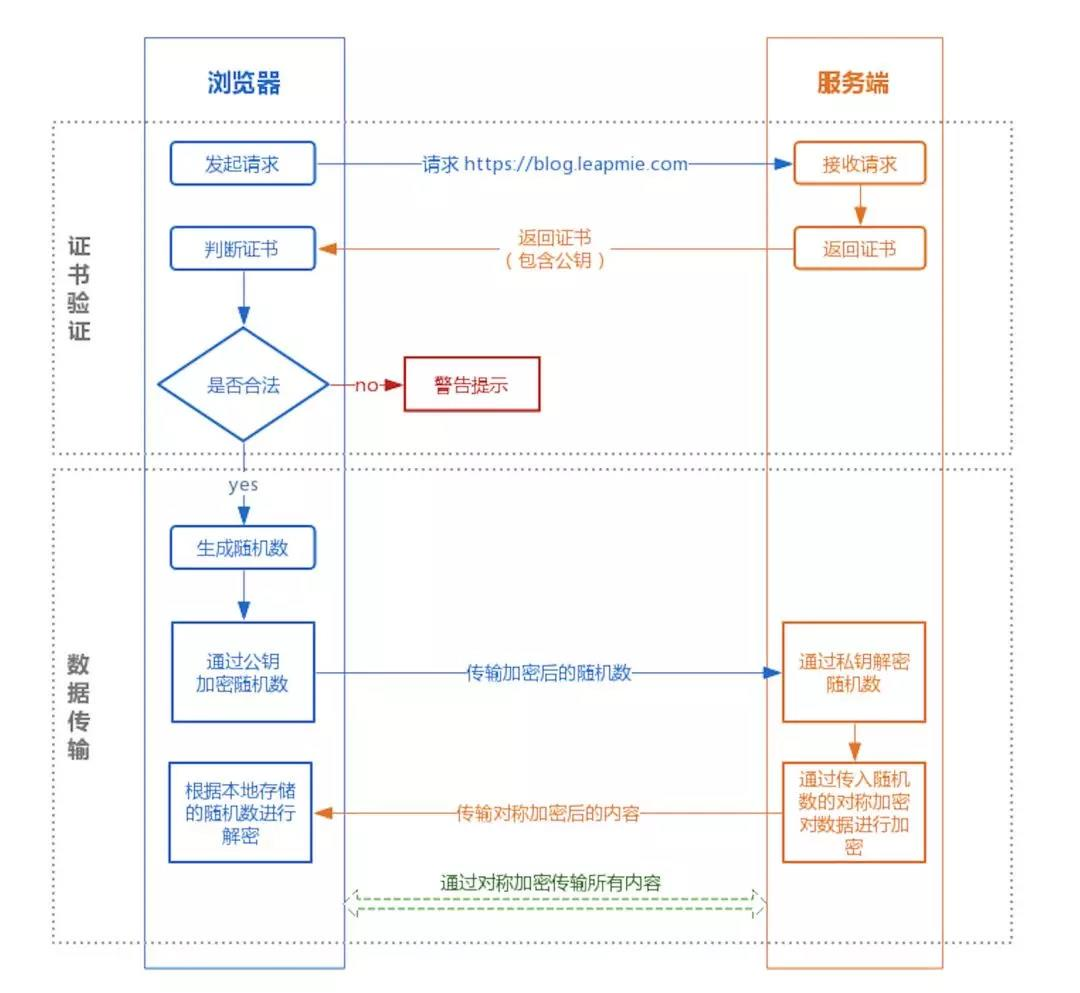 浏览器
服务端
发起请求
请求 https://blog.leapmie.com
接收请求
证
书
验
证
判断证书
返回证书
（包含公钥）
返回证书
是否合法
no
警告提示
yes
生成随机数
数
据
传
输
通过公钥
加密随机数
传输加密后的随机数
通过私钥解密
随机数
根据本地存储
的随机数进行
解密
传输对称加密后的内容
通过传入随机
数的对称加密
对数据进行加
密
通过对称加密传输所有内容